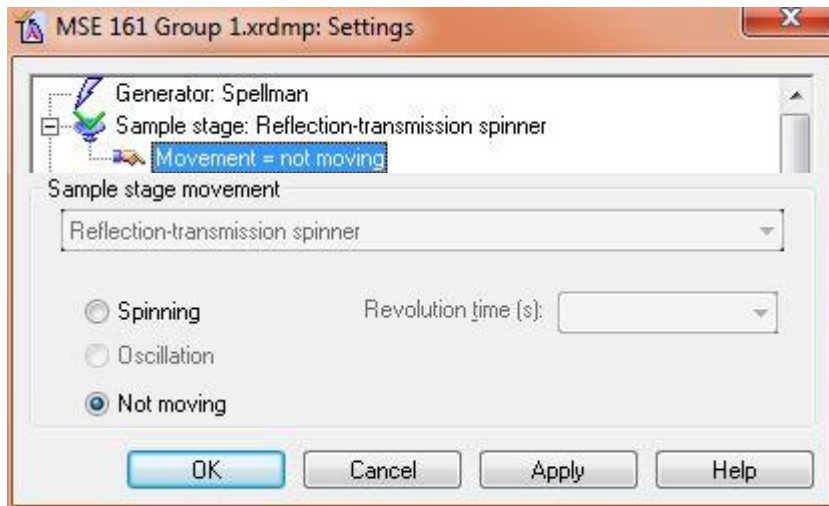 MSE 161 Group 1.xrdmp: Settings
Generator: Spellman
Sample stage: Reflection-transmission spinner
Movement = not moving
Sample stage movement
Reflection-transmission spinner
Spinning Revolution time (s):
Oscillation
Not moving
OK Cancel Apply Help